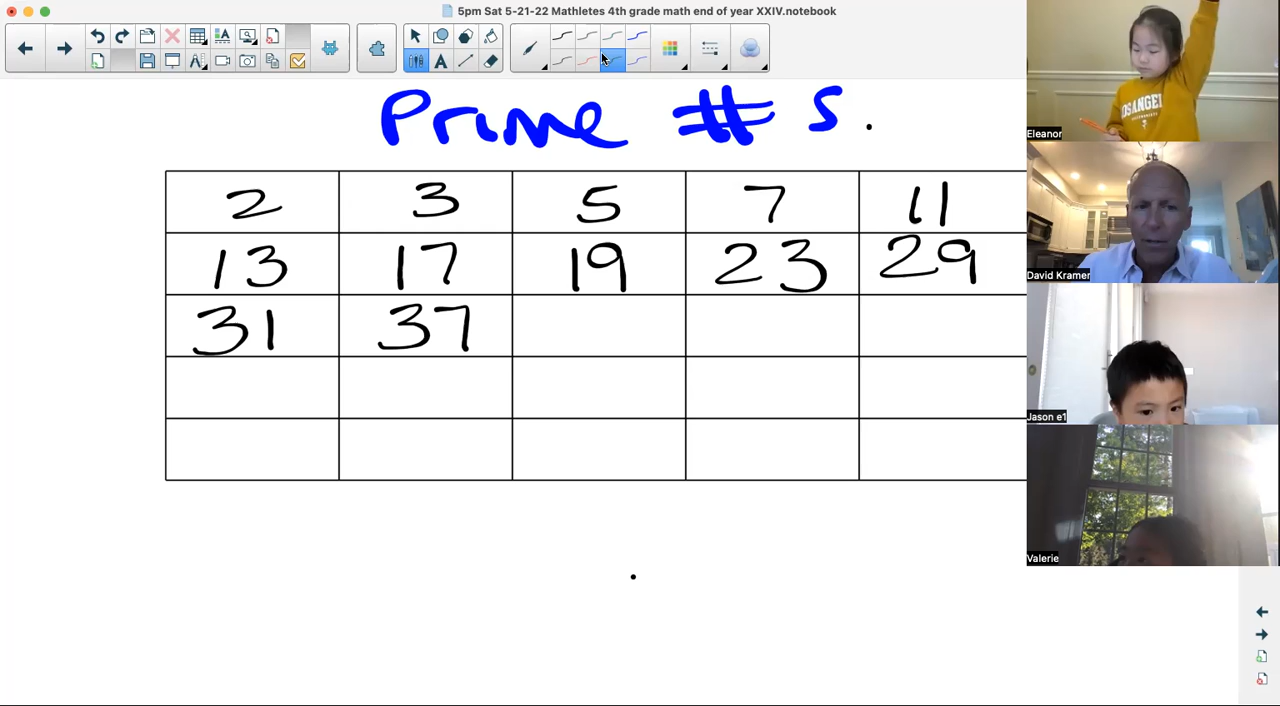 5pm Sat 5-21-22 Mathletes 4th grade math end of year XXIV.notebook
Prime # s.
2 3 5 7 11
13 17 19 23 29
31 37
Eleanor
David Kramer
Jason e1
Valerie